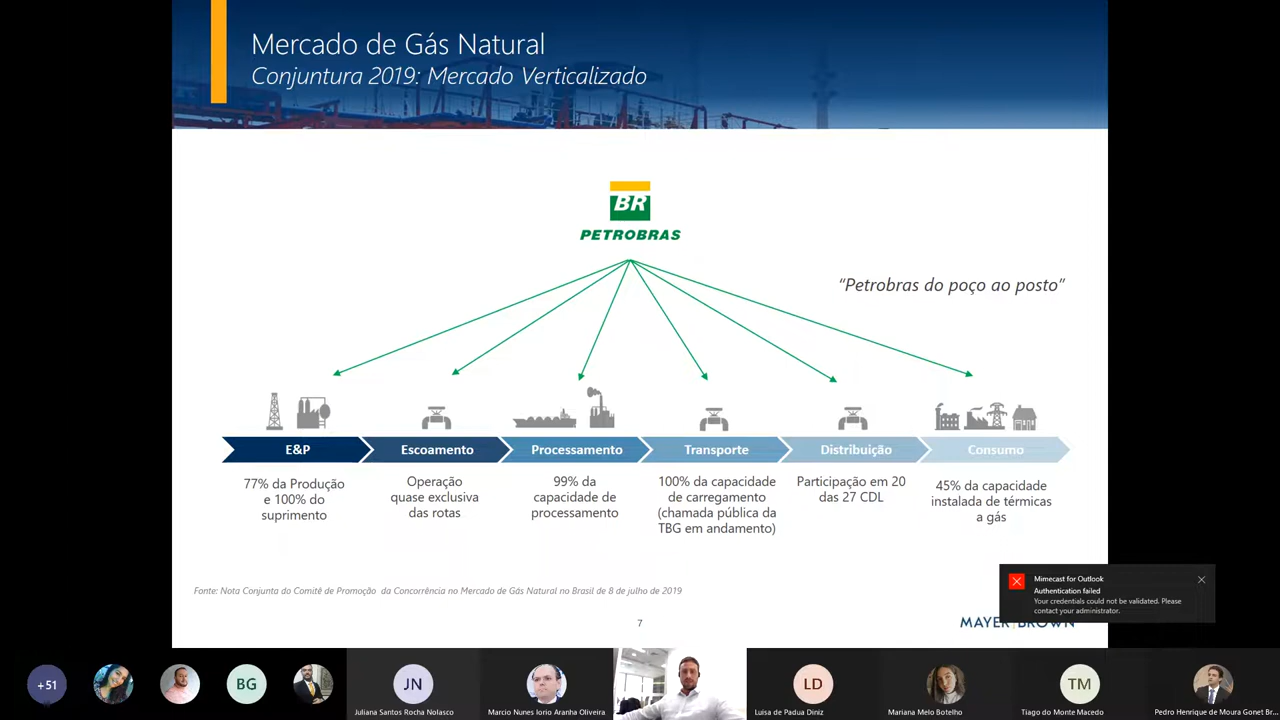 Mercado de Gás Natural
Conjuntura 2019: Mercado Verticalizado
BR
PETROBRAS
“Petrobras do poço ao posto”
E&P
Escoamento
Processamento
Transporte
Distribuição
Consumo
77% da Produção
e 100% do
suprimento
Operação
quase exclusiva
das rotas
99% da
capacidade de
processamento
100% da capacidade
de carregamento
(chamada pública da
TBG em andamento)
Participação em 20
das 27 CDL
45% da capacidade
instalada de térmicas
a gás
Fonte: Nota Conjunta do Comitê de Promoção da Concorrência no Mercado de Gás Natural no Brasil de 8 de julho de 2019
7
MAYER BROWN
Mimecast for Outlook
Authentication failed
Your credentials could not be validated. Please
contact your administrator.
+51
BG
JN
LD
TM
Juliana Santos Rocha Nolasco
Marcio Nunes Iorio Aranha Oliveira
Luisa de Padua Diniz
Mariana Melo Botelho
Tiago do Monte Macedo
Pedro Henrique de Moura Gonet Br...